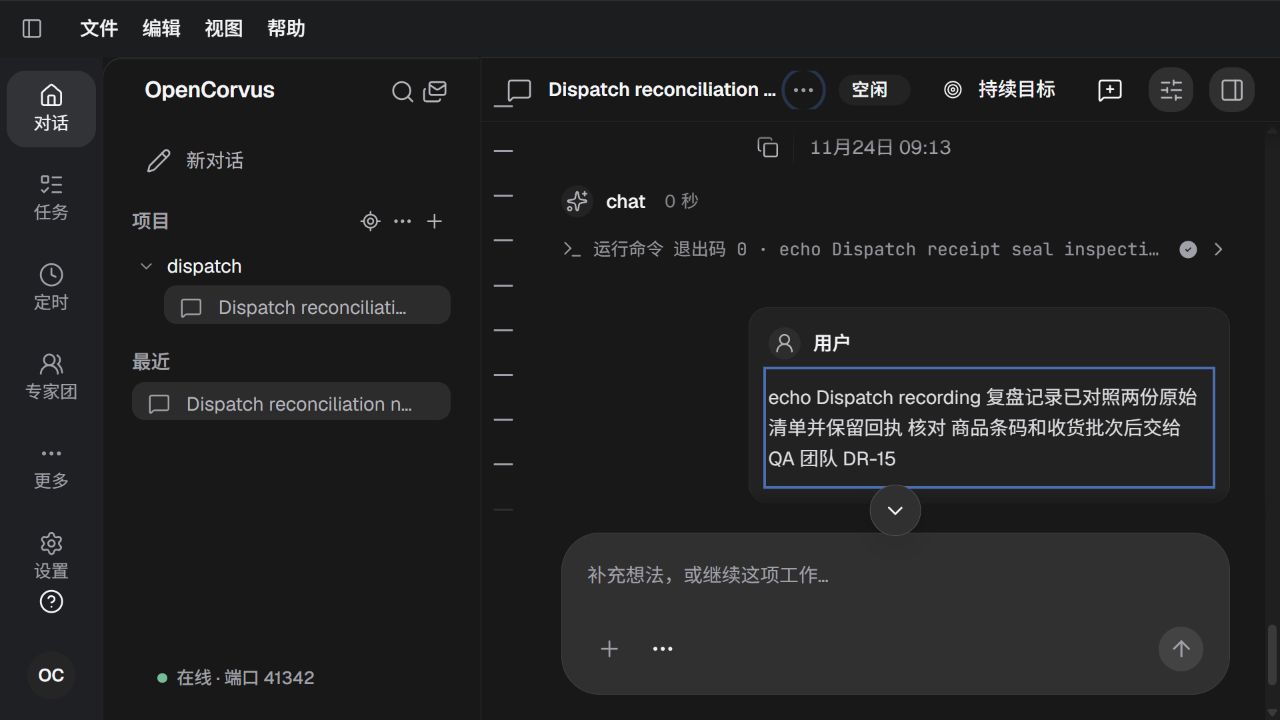 文件 编辑 视图 帮助
对话
任务
定时
专家团
更多
设置
OC
OpenCorvus
新对话
项目
dispatch
Dispatch reconciliati...
最近
Dispatch reconciliation n...
在线 · 端口 41342
Dispatch reconciliation ...
空闲
持续目标
11月24日 09:13
chat 0 秒
运行命令 退出码 0 · echo Dispatch receipt seal inspecti...
用户
echo Dispatch recording 复盘记录已对照两份原始
清单并保留回执 核对 商品条码和收货批次后交给
QA 团队 DR-15
补充想法，或继续这项工作...